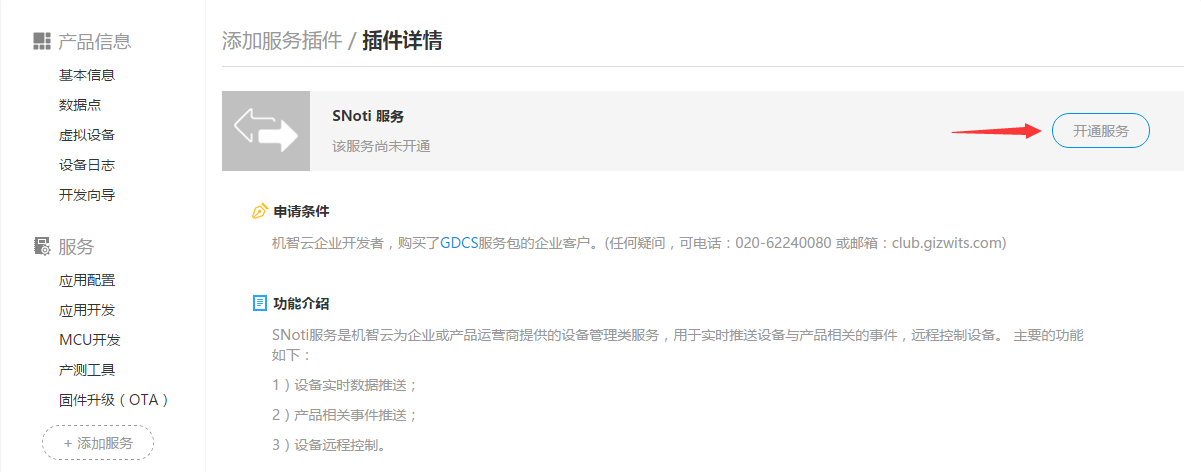 产品信息
基本信息
数据点
虚拟设备
设备日志
开发向导
服务
应用配置
应用开发
MCU开发
产测工具
固件升级（OTA）
+ 添加服务
添加服务插件 / 插件详情
SNoti 服务
该服务尚未开通
开通服务
申请条件
机智云企业开发者，购买了GDCS服务包的企业客户。(任何疑问，可电话：020-62240080 或邮箱：club.gizwits.com)
功能介绍
SNoti服务是机智云为企业或产品运营商提供的设备管理类服务，用于实时推送设备与产品相关的事件，远程控制设备。 主要的功能
如下：
1）设备实时数据推送；
2）产品相关事件推送；
3）设备远程控制。